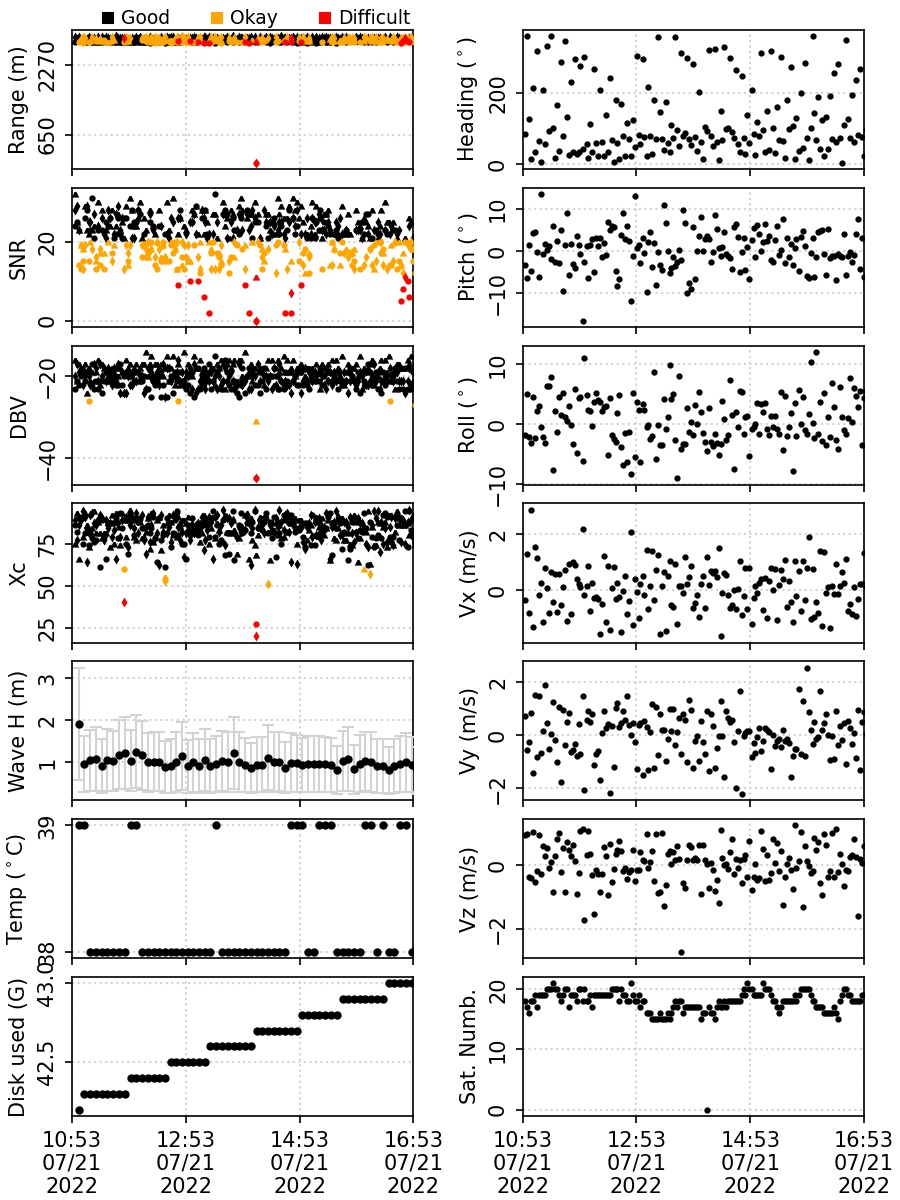 Good Okay Difficult
Range (m)
2270
650
SNR
20
0
DBV
−20
−40
Xc
75
50
25
Wave H (m)
3
2
1
Temp (°C)
39
38
Disk used (G)
43.0
42.5
10:53 12:53 14:53 16:53
07/21 07/21 07/21 07/21
2022 2022 2022 2022
Heading (°)
200
0
Pitch (°)
10
0
−10
Roll (°)
10
0
−10
Vx (m/s)
2
0
Vy (m/s)
2
0
−2
Vz (m/s)
0
−2
Sat. Numb.
20
10
0
10:53 12:53 14:53 16:53
07/21 07/21 07/21 07/21
2022 2022 2022 2022